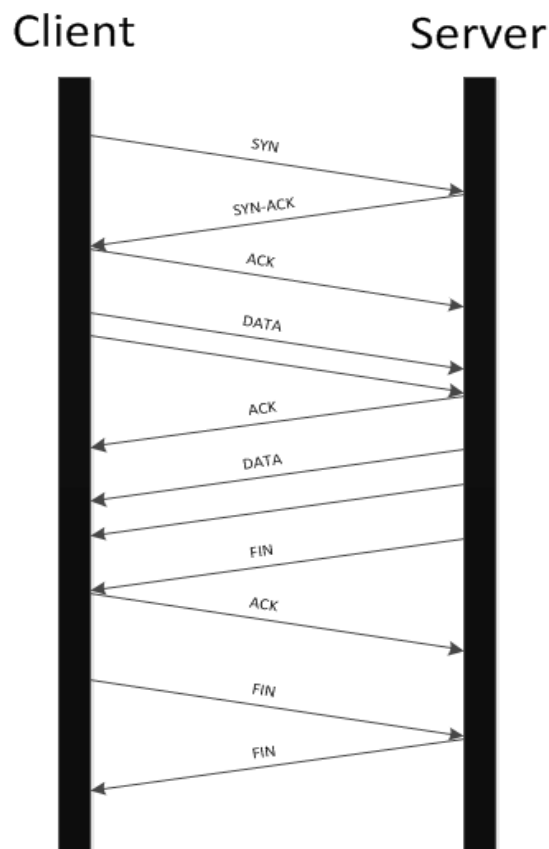 Client Server
SYN
SYN-ACK
ACK
DATA
ACK
DATA
FIN
ACK
FIN
FIN